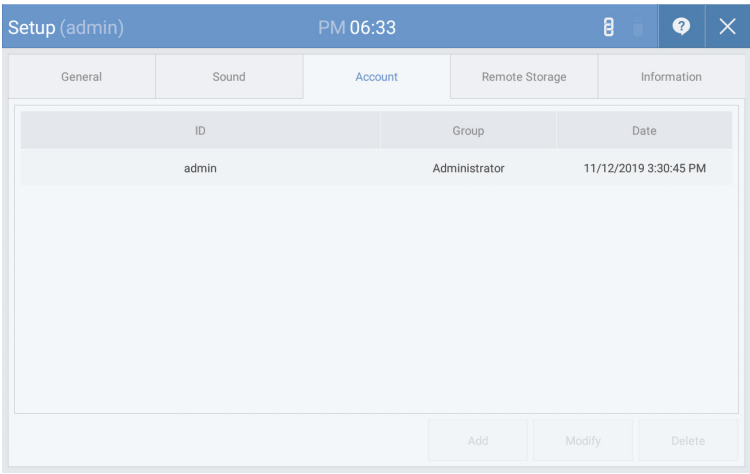 Setup (admin) PM 06:33 ?
General Sound Account Remote Storage Information
ID Group Date
admin Administrator 11/12/2019 3:30:45 PM
Add Modify Delete